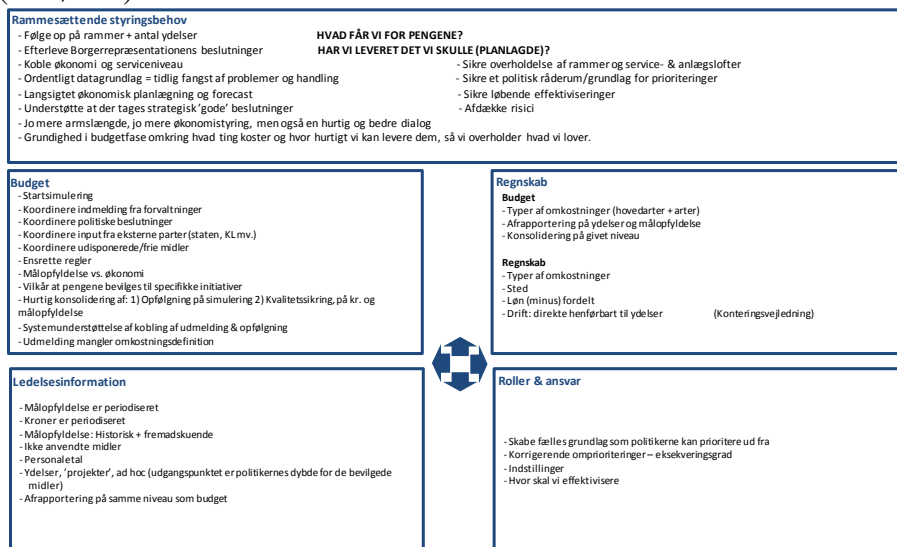 Rammesættende styringsbehov
- Følge op på rammer + antal ydelser HVAD FÅR VI FOR PENGENE?
- Efterleve Borgerrepræsentationens beslutninger HAR VI LEVERET DET VI SKULLE (PLANLAGDE)?
- Koble økonomi og serviceniveau - Sikre overholdelse af rammer og service- & anlægslofter
- Ordentligt datagrundlag = tidlig fangst af problemer og handling - Sikre et politisk råderum/grundlag for prioriteringer
- Langsigtet økonomisk planlægning og forecast - Sikre løbende effektiviseringer
- Understøtte at der tages strategisk 'gode' beslutninger - Afdække risici
- Jo mere armslængde, jo mere økonomistyring, men også en hurtig og bedre dialog
- Grundighed i budgetfase omkring hvad ting koster og hvor hurtigt vi kan levere dem, så vi overholder hvad vi lover.
Budget
- Startsimulering
- Koordinere indmelding fra forvaltninger
- Koordinere politiske beslutninger
- Koordinere input fra eksterne parter (staten, KL mv.)
- Koordinere udisponerede/frie midler
- Ensrette regler
- Målopfyldelse vs. økonomi
- Vilkår at pengene bevilges til specifikke initiativer
- Hurtig konsolidering af: 1) Opfølgning på simulering 2) Kvalitetssikring, på kr. og
målopfyldelse
- Systemunderstøttelse af kobling af udmelding & opfølgning
- Udmelding mangler omkostningsdefinition
Regnskab
Budget
- Typer af omkostninger (hovedarter + arter)
- Afrapportering på ydelser og målopfyldelse
- Konsolidering på givet niveau
Regnskab
- Typer af omkostninger
- Sted
- Løn (minus) fordelt
- Drift: direkte henførbart til ydelser (Konteringsvejledning)
Ledelsesinformation
- Målopfyldelse er periodiseret
- Kroner er periodiseret
- Målopfyldelse: Historisk + fremadskuende
- Ikke anvendte midler
- Personaletal
- Ydelser, 'projekter', ad hoc (udgangspunktet er politikernes dybde for de bevilgede
midler)
- Afrapportering på samme niveau som budget
Roller & ansvar
- Skabe fælles grundlag som politikerne kan prioritere ud fra
- Korrigerende omprioriteringer – eksekveringsgrad
- Indstillinger
- Hvor skal vi effektivisere